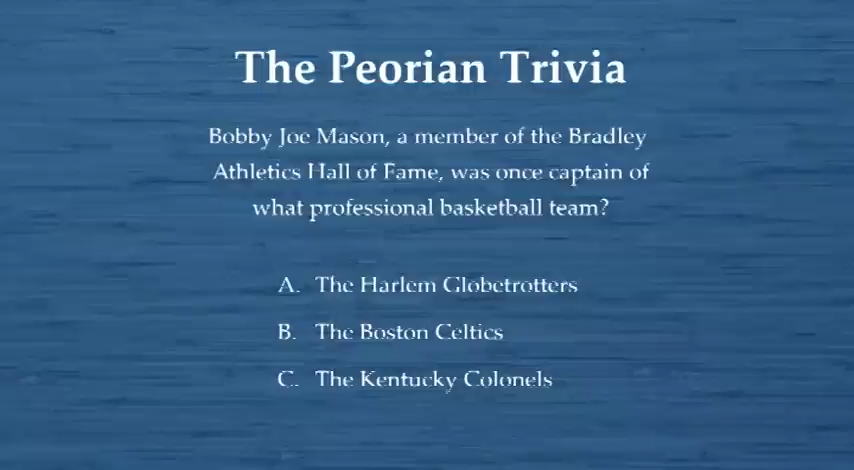 The Peorian Trivia
Bobby Joe Mason, a member of the Bradley
Athletics Hall of Fame, was once captain of
what professional basketball team?
A. The Harlem Globetrotters
B. The Boston Celtics
C. The Kentucky Colonels